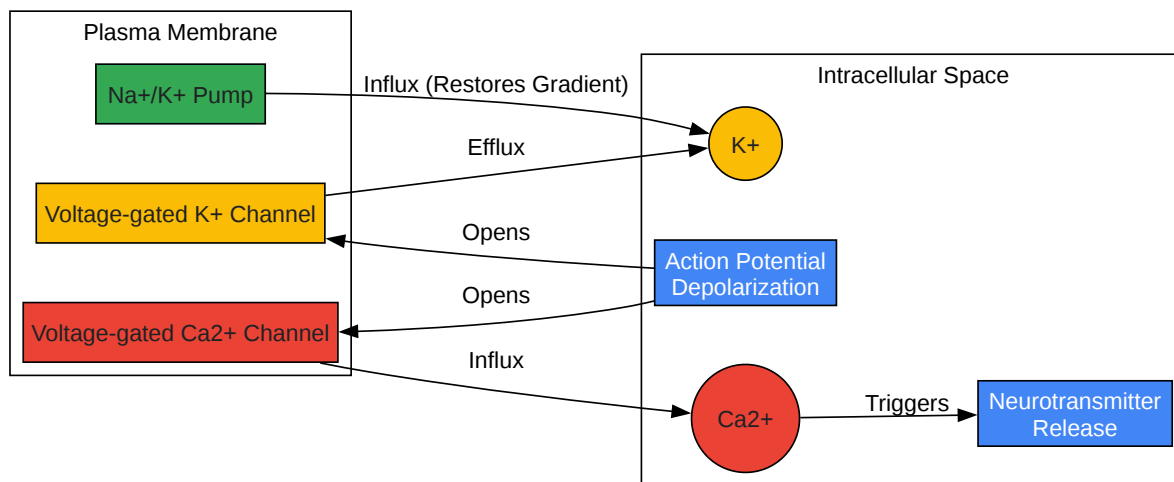 Plasma Membrane
Na+/K+ Pump
Influx (Restores Gradient)
Intracellular Space
K+
Efflux
Voltage-gated K+ Channel
Opens
Action Potential
Depolarization
Opens
Voltage-gated Ca2+ Channel
Influx
Ca2+
Triggers
Neurotransmitter
Release